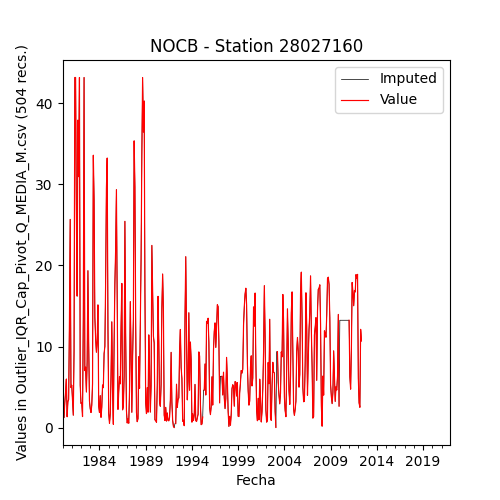 NOCB - Station 28027160
Imputed
Value
Values in Outlier_IQR_Cap_Pivot_Q_MEDIA_M.csv (504 recs.)
40
30
20
10
0
1984 1989 1994 1999 2004 2009 2014 2019
Fecha